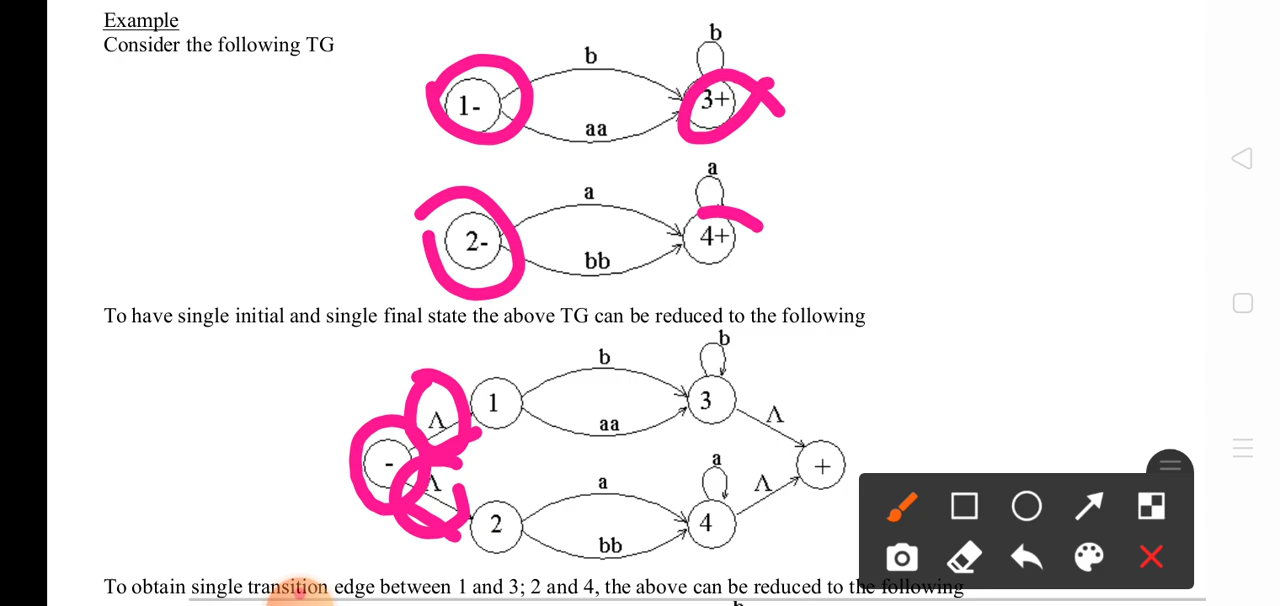 Example
Consider the following TG
b
b
1-
3+
aa
a
a
2-
4+
bb
To have single initial and single final state the above TG can be reduced to the following
b
b
1
3
Λ
Λ
aa
-
+
a
a
Λ
Λ
2
4
bb
To obtain single transition edge between 1 and 3; 2 and 4, the above can be reduced to the following